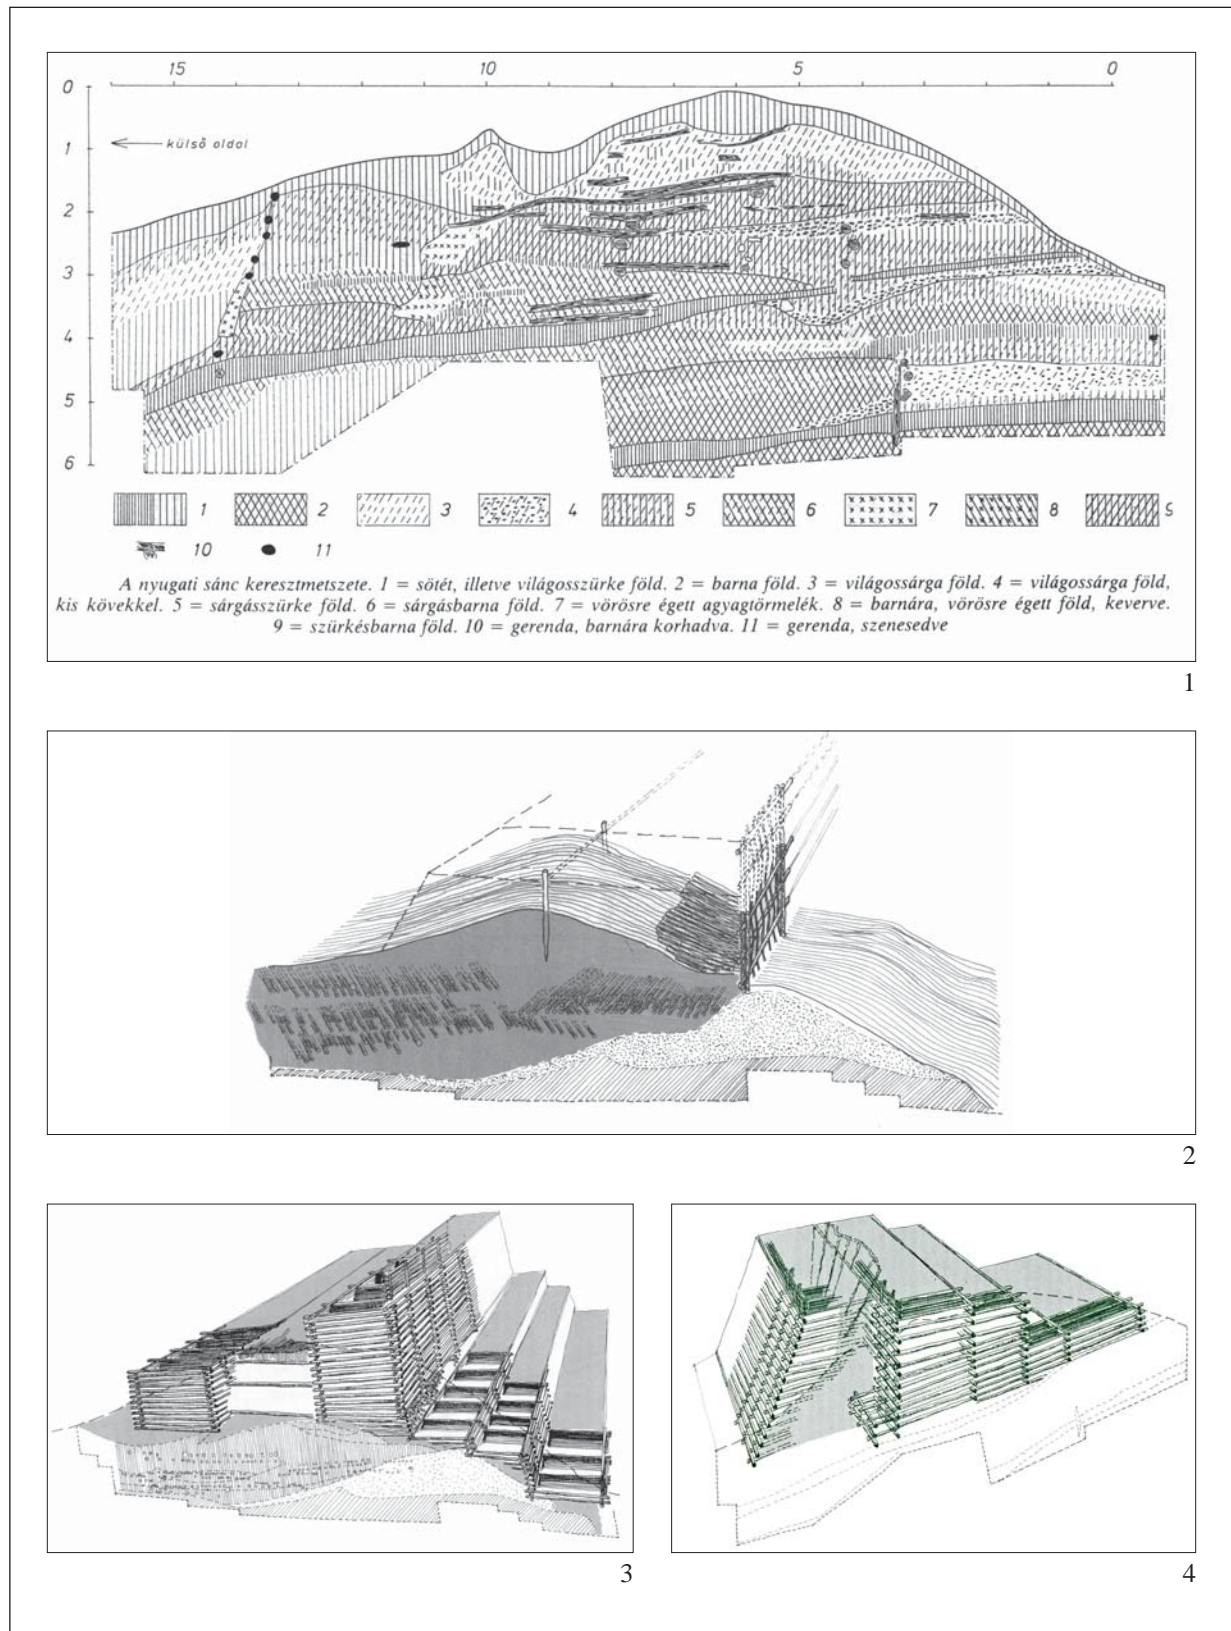 15 10 5 0
0
1
2
3
4
5
6
← külső oldol
1 2 3 4 5 6 7 8 9
10 11
A nyugati sánc keresztmetszete. 1 = sötét, illetve világosszürke föld. 2 = barna föld. 3 = világossárga föld. 4 = világossárga föld,
kis kövekkel. 5 = sárgásszürke föld. 6 = sárgásbarna föld. 7 = vörösre égett agyagtörmelék. 8 = barnára, vörösre égett föld, keverve.
9 = szürkésbarna föld. 10 = gerenda, barnára korhadva. 11 = gerenda, szenesedve
1
2
3
4